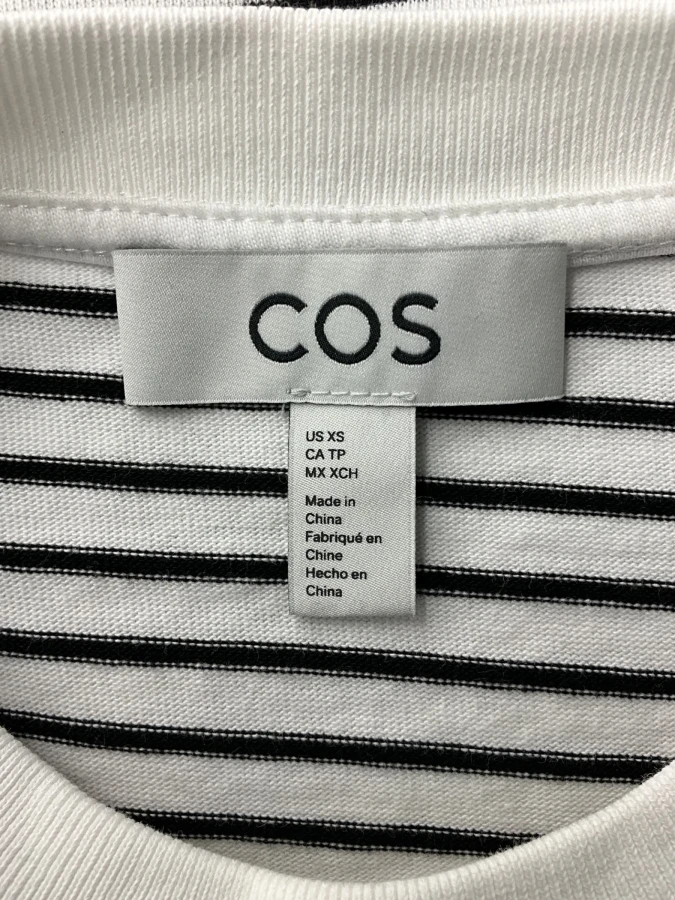 COS
US XS
CA TP
MX XCH
Made in
China
Fabriqué en
Chine
Hecho en
China